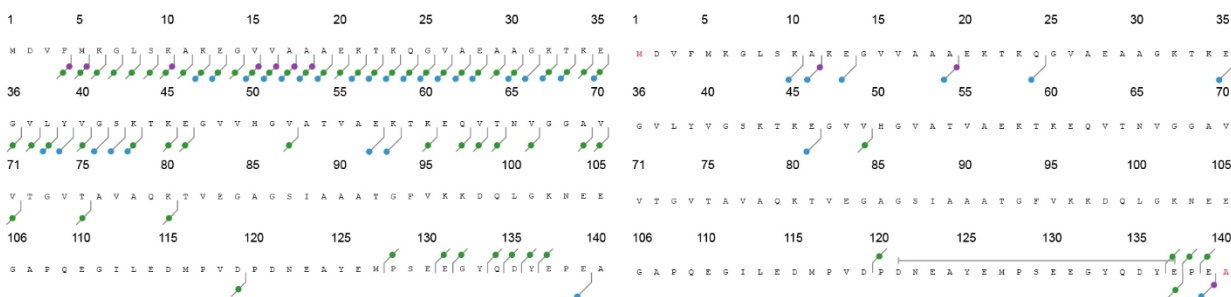 1 5 10 15 20 25 30 35
M D V F M K G L S K A K E G V V A A A E K T K Q G V A E A A G K T K E
36 40 45 50 55 60 65 70
G V L Y V G S K T K E G V V H G V A T V A E K T K E Q V T N V G G A V
71 75 80 85 90 95 100 105
V T G V T A V A Q K T V E G A G S I A A A T G F V K K D Q L G K N E E
106 110 115 120 125 130 135 140
G A P Q E G I L E D M P V D P D N E A Y E M P S E E G Y Q D Y E P E A
1 5 10 15 20 25 30 35
M D V F M K G L S K A K E G V V A A A E K T K Q G V A E A A G K T K E
36 40 45 50 55 60 65 70
G V L Y V G S K T K E G V V H G V A T V A E K T K E Q V T N V G G A V
71 75 80 85 90 95 100 105
V T G V T A V A Q K T V E G A G S I A A A T G F V K K D Q L G K N E E
106 110 115 120 125 130 135 140
G A P Q E G I L E D M P V D P D N E A Y E M P S E E G Y Q D Y E P E A